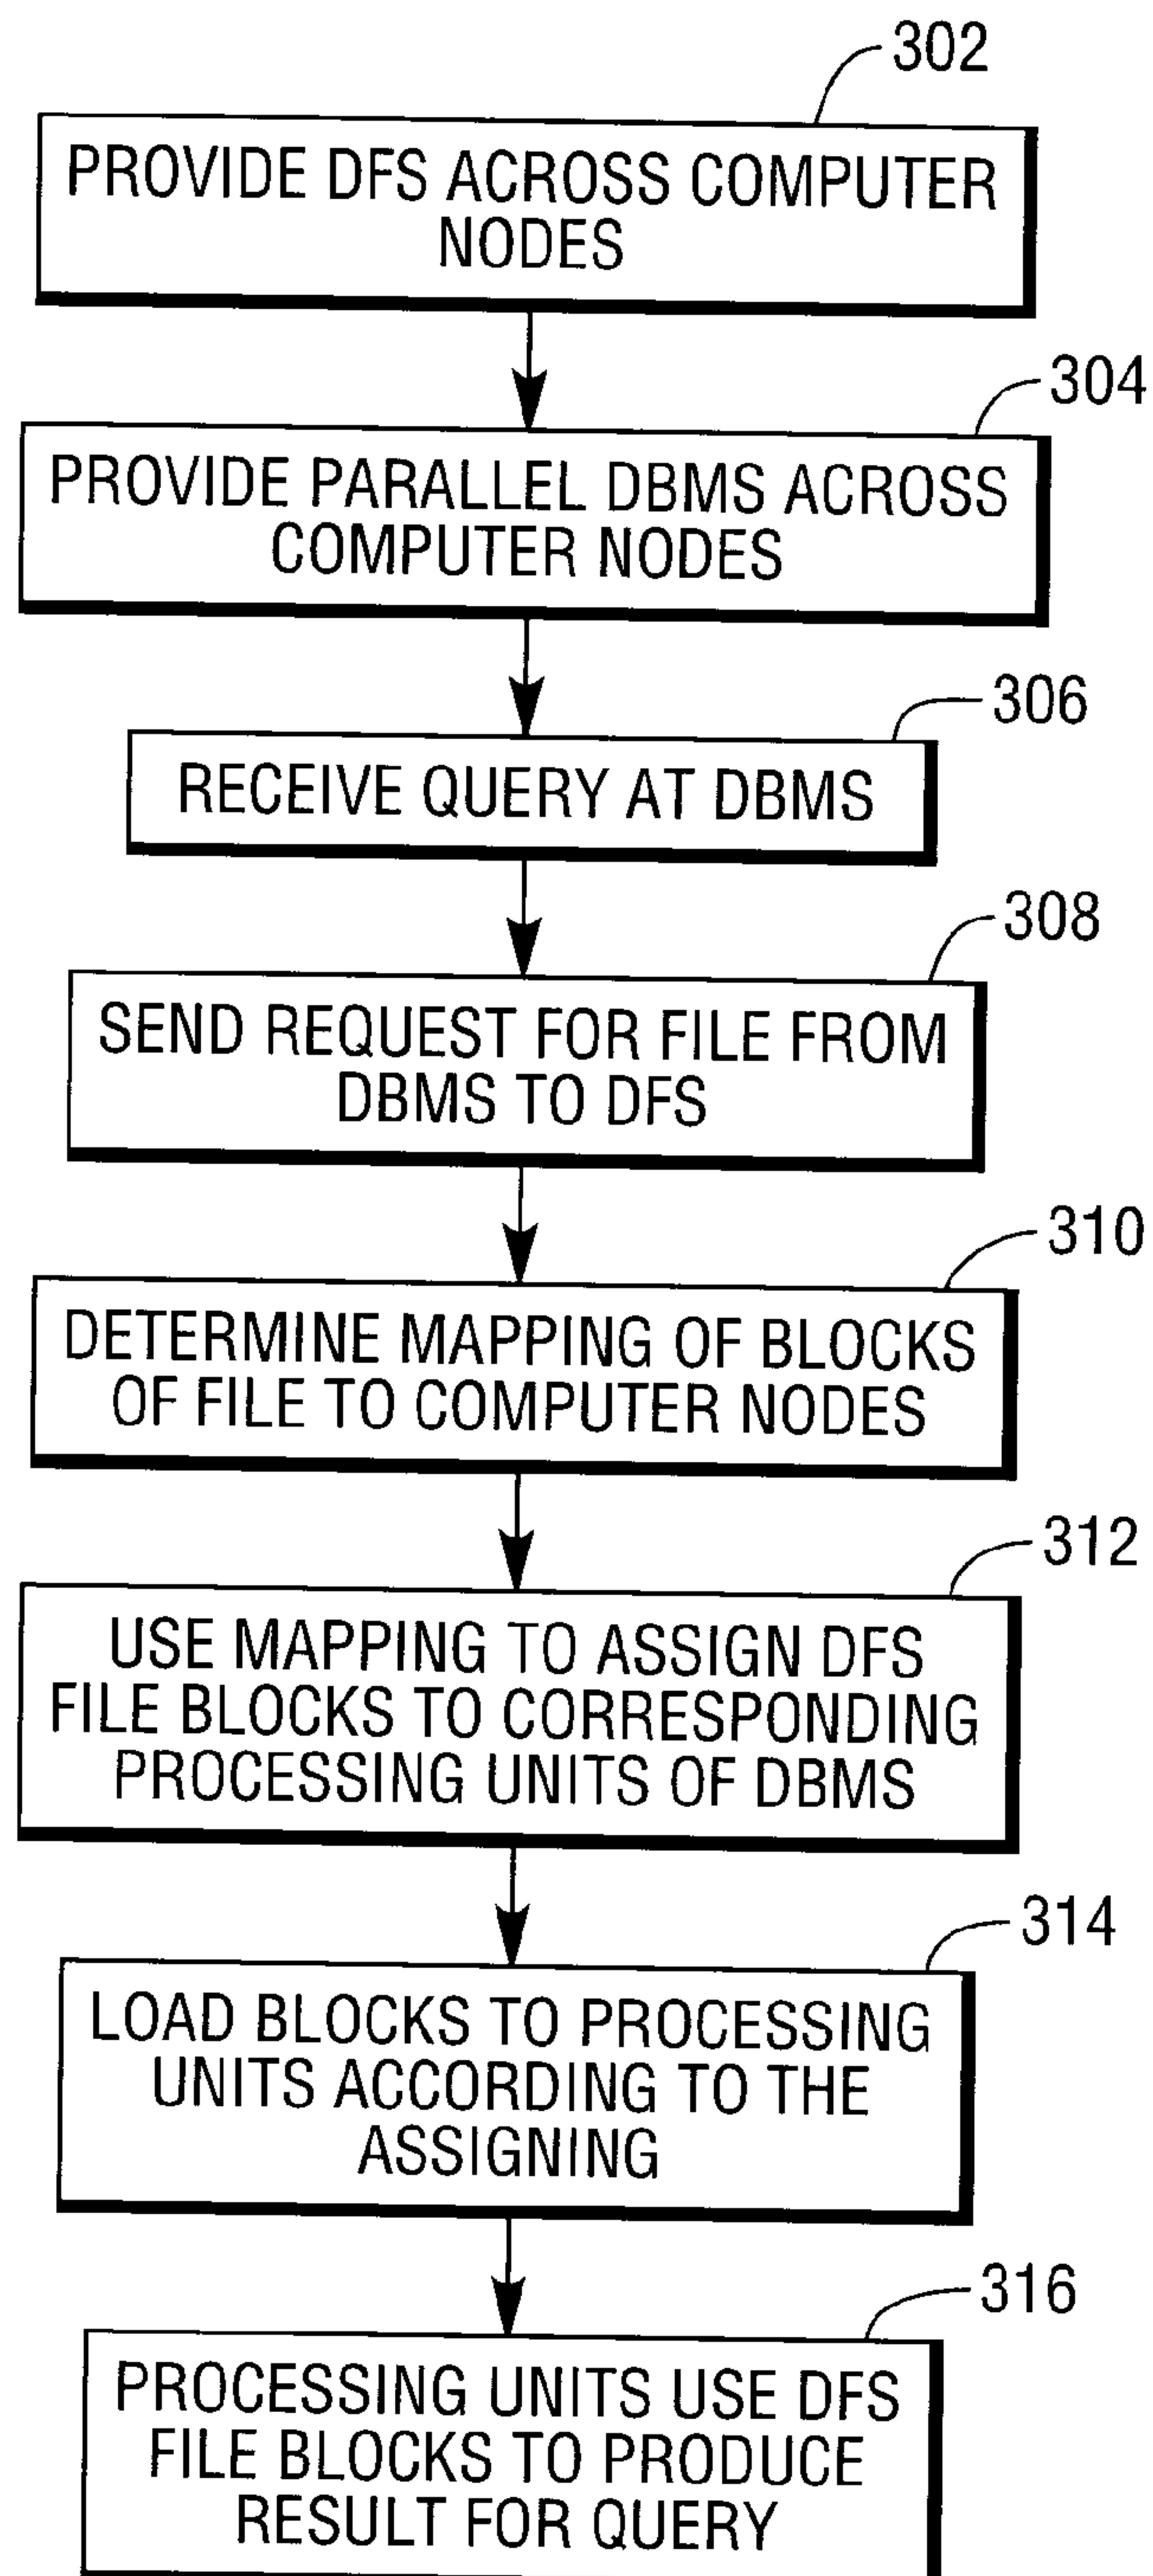 302
PROVIDE DFS ACROSS COMPUTER
NODES
304
PROVIDE PARALLEL DBMS ACROSS
COMPUTER NODES
306
RECEIVE QUERY AT DBMS
308
SEND REQUEST FOR FILE FROM
DBMS TO DFS
310
DETERMINE MAPPING OF BLOCKS
OF FILE TO COMPUTER NODES
312
USE MAPPING TO ASSIGN DFS
FILE BLOCKS TO CORRESPONDING
PROCESSING UNITS OF DBMS
314
LOAD BLOCKS TO PROCESSING
UNITS ACCORDING TO THE
ASSIGNING
316
PROCESSING UNITS USE DFS
FILE BLOCKS TO PRODUCE
RESULT FOR QUERY